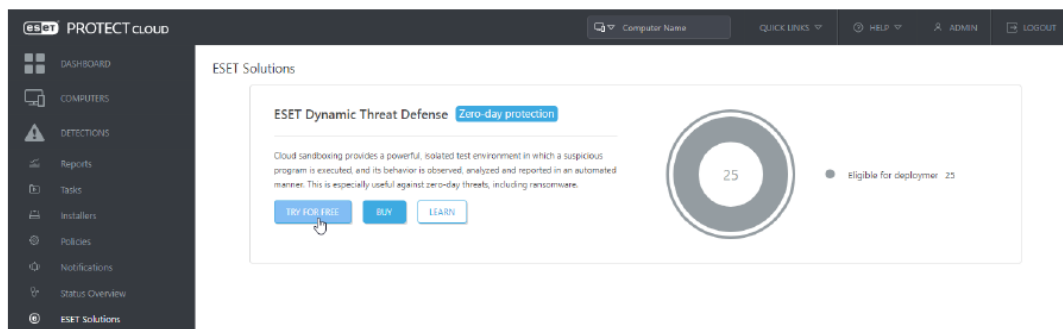 eset PROTECT CLOUD
Computer Name
QUICK LINKS
HELP
ADMIN
LOGOUT
DASHBOARD
COMPUTERS
DETECTIONS
Reports
Tasks
Installers
Policies
Notifications
Status Overview
ESET Solutions
ESET Solutions
ESET Dynamic Threat Defense Zero-day protection
Cloud sandboxing provides a powerful, isolated test environment in which a suspicious
program is executed, and its behavior is observed, analyzed and reported in an automated
manner. This is especially useful against zero-day threats, including ransomware.
TRY FOR FREE BUY LEARN
25
Eligible for deploymer 25